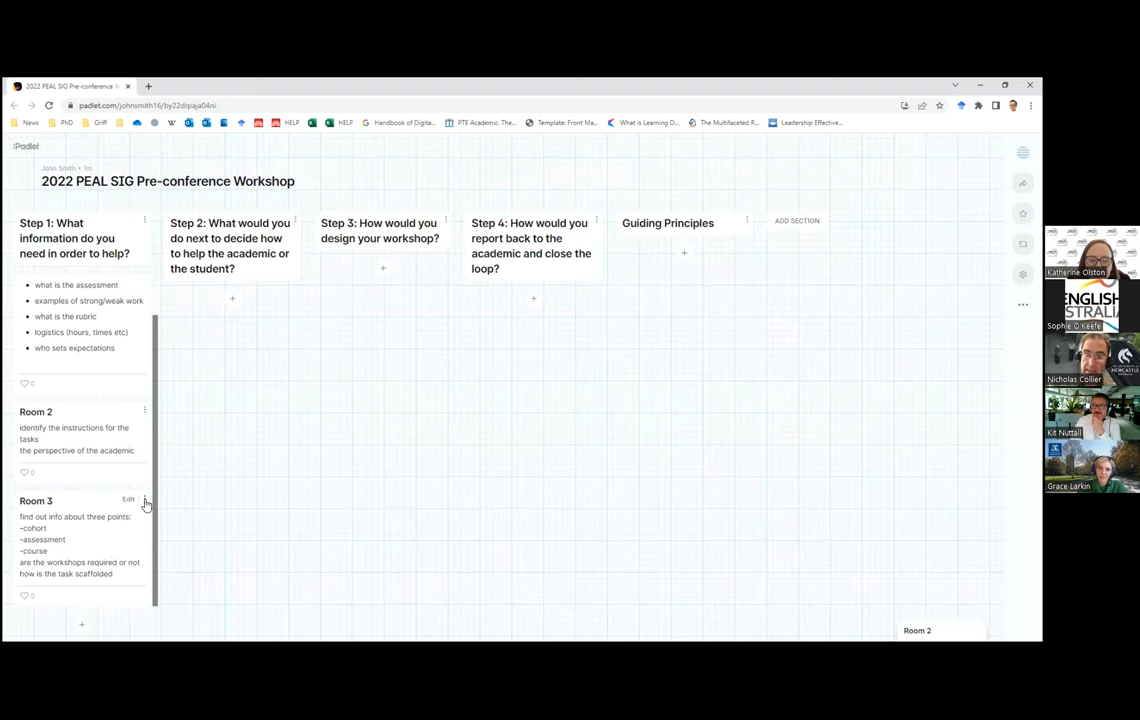 2022 PEAL SIG Pre-conference W
padlet.com/johnsmith16/by22drpaja04ni
News
PhD
Griff
HELP
HELP
Handbook of Digita...
PTE Academic. The...
Template: Front Ma...
What is Learning D...
The Multifaceted R...
Leadership Effective...
:Padlet
John Smith • 1m
2022 PEAL SIG Pre-conference Workshop
Step 1: What
information do you
need in order to help?
what is the assessment
examples of strong/weak work
what is the rubric
logistics (hours, times etc)
who sets expectations
0
Room 2
identify the instructions for the
tasks
the perspective of the academic
0
Room 3
Edit
find out info about three points:
-cohort
-assessment
-course
are the workshops required or not
how is the task scaffolded
0
Step 2: What would you
do next to decide how
to help the academic or
the student?
Step 3: How would you
design your workshop?
Step 4: How would you
report back to the
academic and close the
loop?
Guiding Principles
ADD SECTION
Room 2
Katherine Olston
ENGLISH
STRALIA
Sophie O'Keefe
NEWCASTLE
Nicholas Collier
Kit Nuttall
Grace Larkin